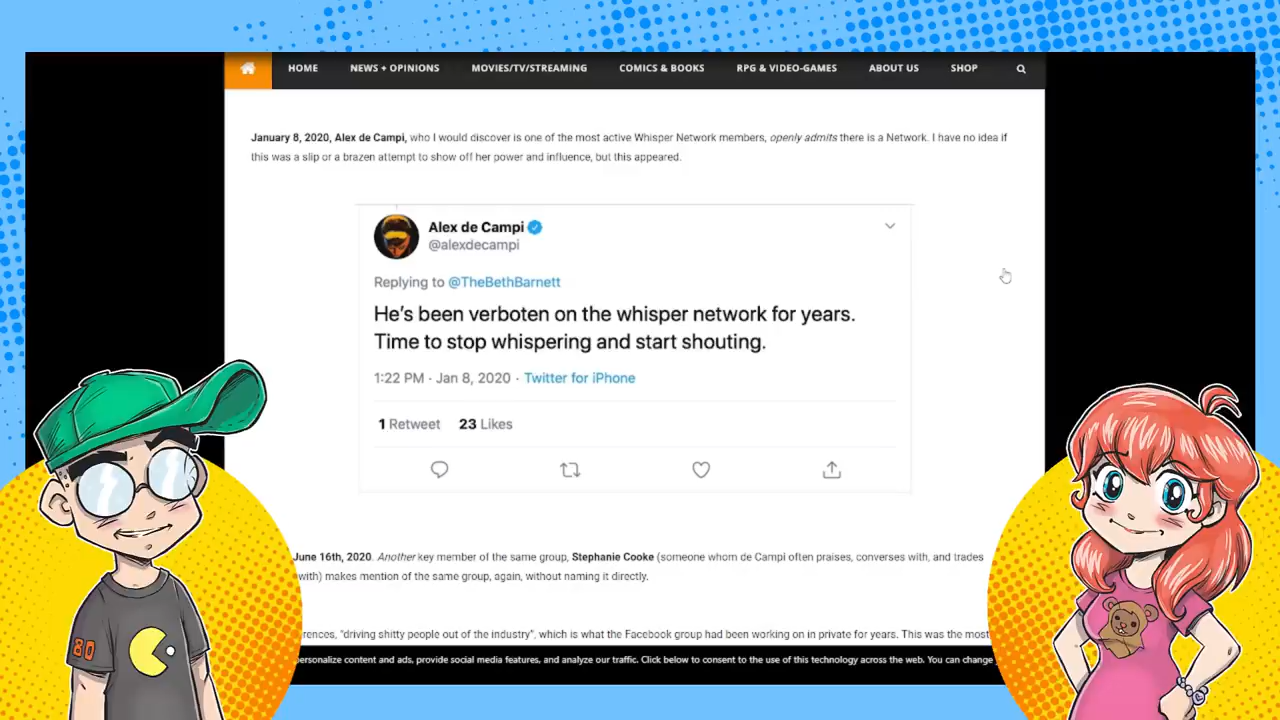 HOME NEWS + OPINIONS MOVIES/TV/STREAMING COMICS & BOOKS RPG & VIDEO-GAMES ABOUT US SHOP
January 8, 2020, Alex de Campi, who I would discover is one of the most active Whisper Network members, openly admits there is a Network. I have no idea if
this was a slip or a brazen attempt to show off her power and influence, but this appeared.
Alex de Campi
@alexdecampi
Replying to @TheBethBarnett
He's been verboten on the whisper network for years.
Time to stop whispering and start shouting.
1:22 PM · Jan 8, 2020 · Twitter for iPhone
1 Retweet 23 Likes
June 16th, 2020. Another key member of the same group, Stephanie Cooke (someone whom de Campi often praises, converses with, and trades
with) makes mention of the same group, again, without naming it directly.
rences, "driving shitty people out of the industry", which is what the Facebook group had been working on in private for years. This was the most
personalize content and ads, provide social media features, and analyze our traffic. Click below to consent to the use of this technology across the web. You can change
80